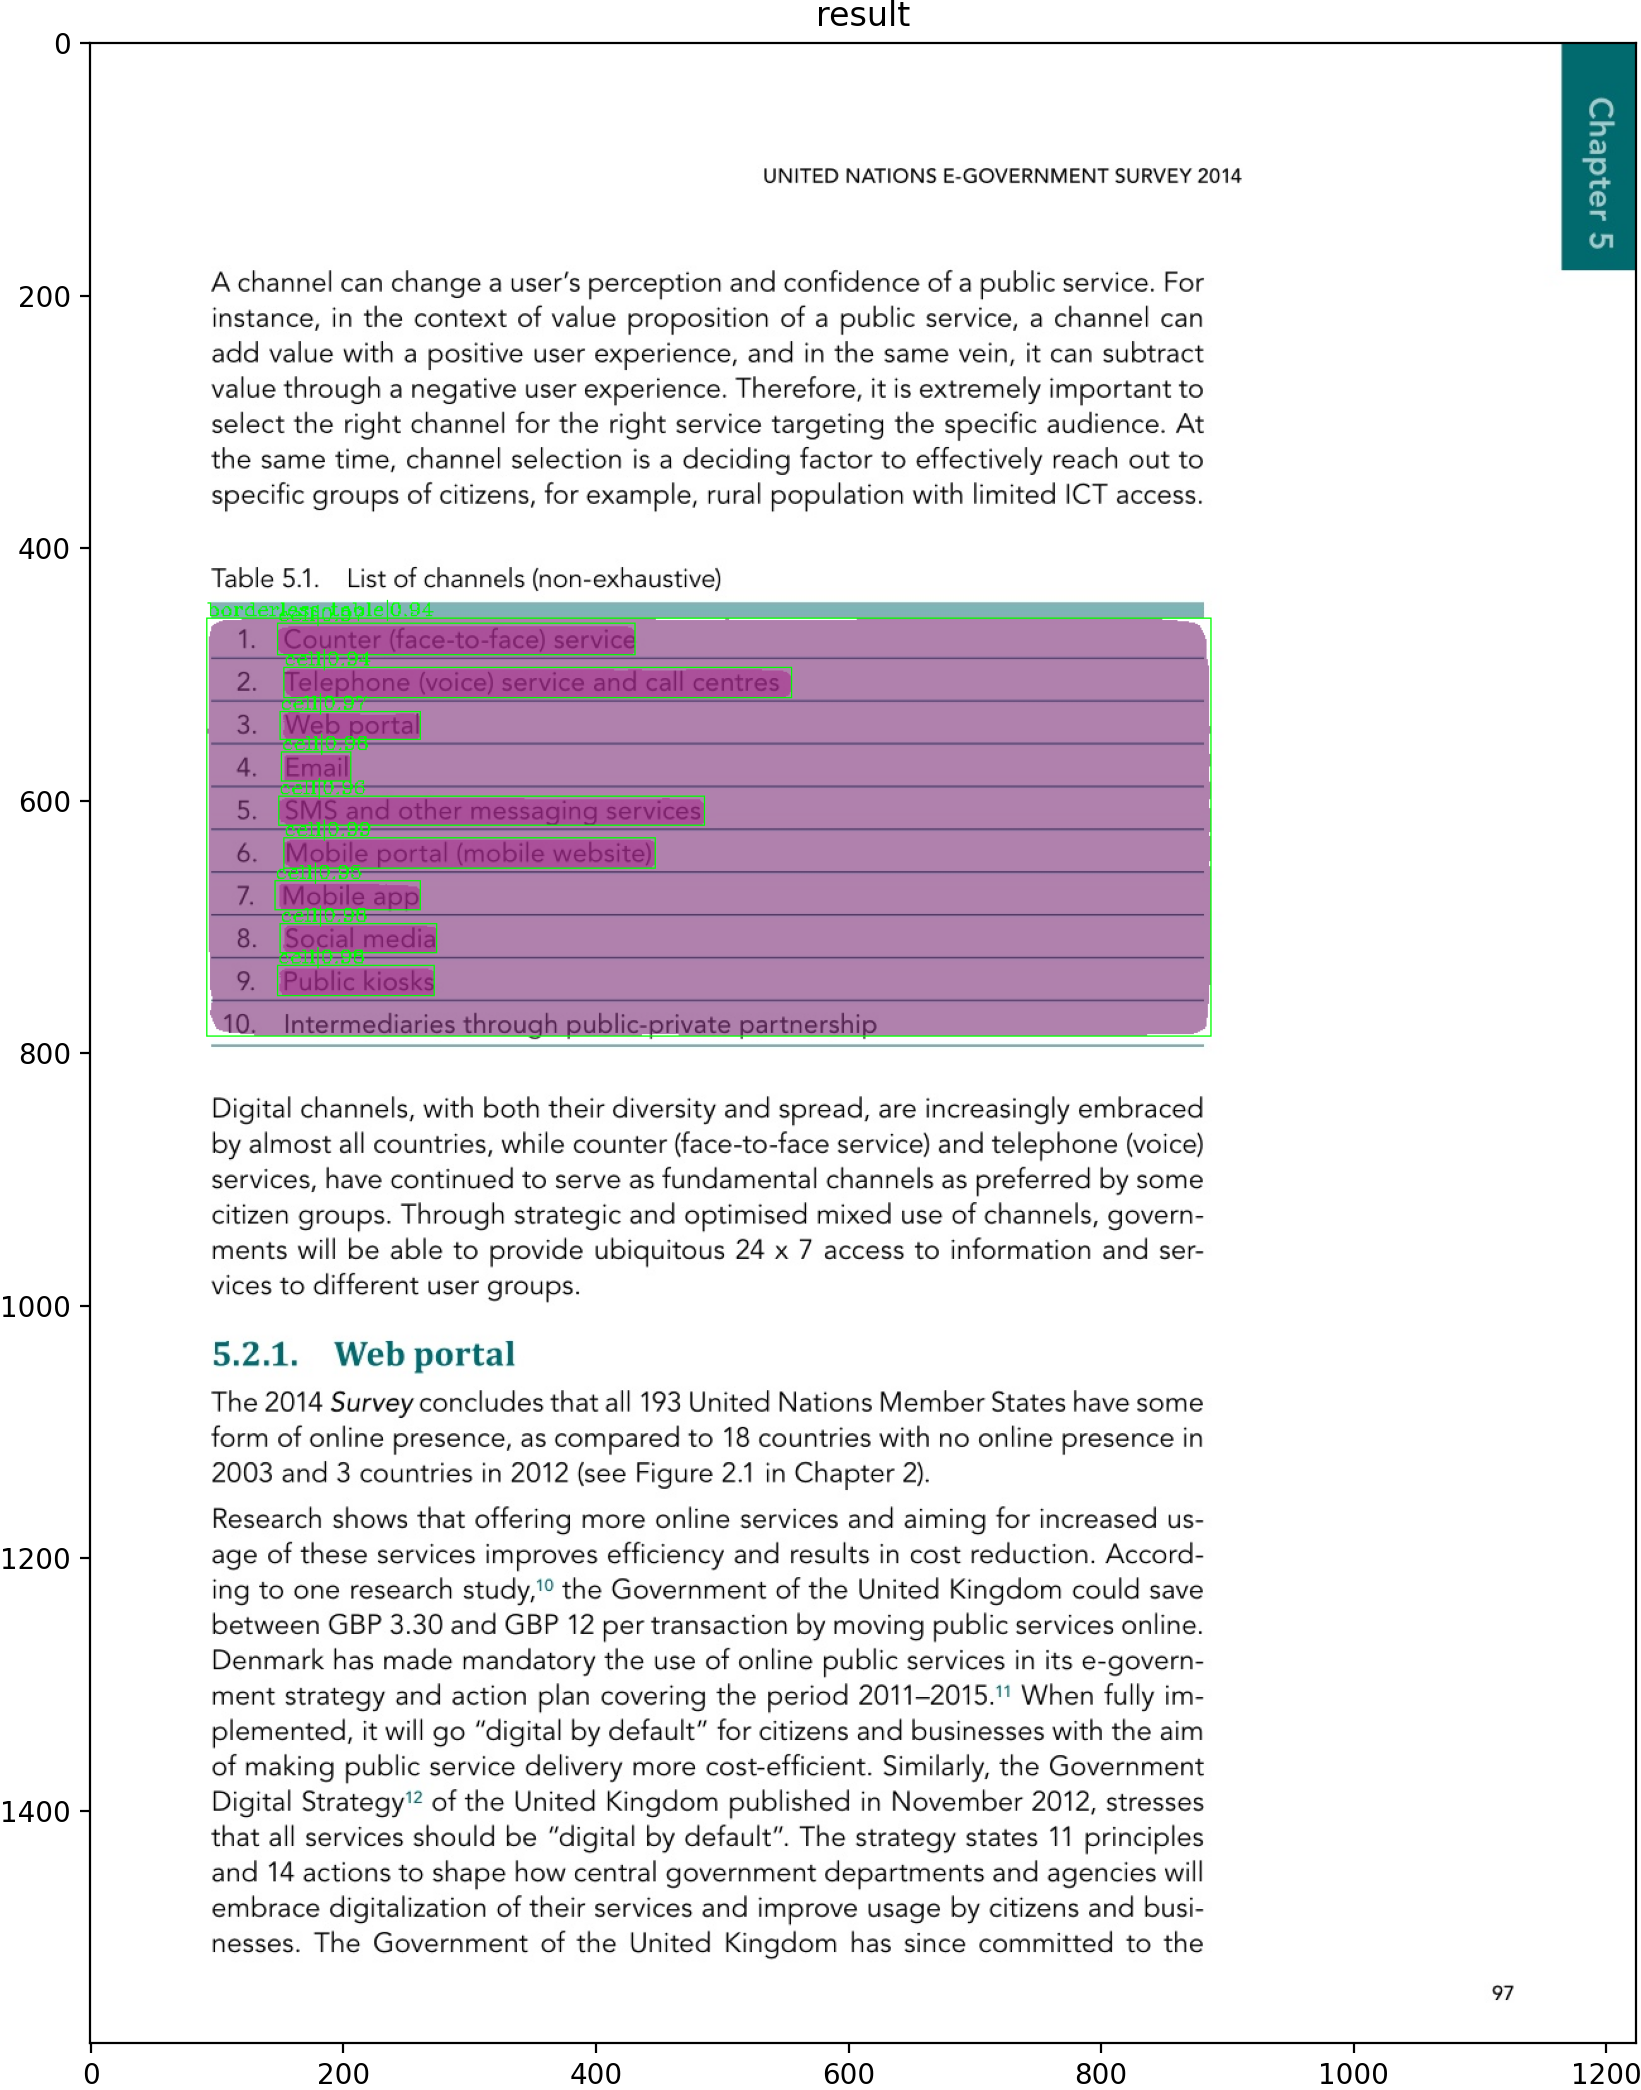 result
Chapter 5
UNITED NATIONS E-GOVERNMENT SURVEY 2014
A channel can change a user's perception and confidence of a public service. For
instance, in the context of value proposition of a public service, a channel can
add value with a positive user experience, and in the same vein, it can subtract
value through a negative user experience. Therefore, it is extremely important to
select the right channel for the right service targeting the specific audience. At
the same time, channel selection is a deciding factor to effectively reach out to
specific groups of citizens, for example, rural population with limited ICT access.
Table 5.1. List of channels (non-exhaustive)
1. Counter (face-to-face) service
2. Telephone (voice) service and call centres
3. Web portal
4. Email
5. SMS and other messaging services
6. Mobile portal (mobile website)
7. Mobile app
8. Social media
9. Public kiosks
10. Intermediaries through public-private partnership
Digital channels, with both their diversity and spread, are increasingly embraced
by almost all countries, while counter (face-to-face service) and telephone (voice)
services, have continued to serve as fundamental channels as preferred by some
citizen groups. Through strategic and optimised mixed use of channels, govern-
ments will be able to provide ubiquitous 24 x 7 access to information and ser-
vices to different user groups.
5.2.1. Web portal
The 2014 Survey concludes that all 193 United Nations Member States have some
form of online presence, as compared to 18 countries with no online presence in
2003 and 3 countries in 2012 (see Figure 2.1 in Chapter 2).
Research shows that offering more online services and aiming for increased us-
age of these services improves efficiency and results in cost reduction. Accord-
ing to one research study,10 the Government of the United Kingdom could save
between GBP 3.30 and GBP 12 per transaction by moving public services online.
Denmark has made mandatory the use of online public services in its e-govern-
ment strategy and action plan covering the period 2011–2015.11 When fully im-
plemented, it will go “digital by default” for citizens and businesses with the aim
of making public service delivery more cost-efficient. Similarly, the Government
Digital Strategy12 of the United Kingdom published in November 2012, stresses
that all services should be “digital by default”. The strategy states 11 principles
and 14 actions to shape how central government departments and agencies will
embrace digitalization of their services and improve usage by citizens and busi-
nesses. The Government of the United Kingdom has since committed to the
97
0
200
400
600
800
1000
1200
1400
0 200 400 600 800 1000 1200